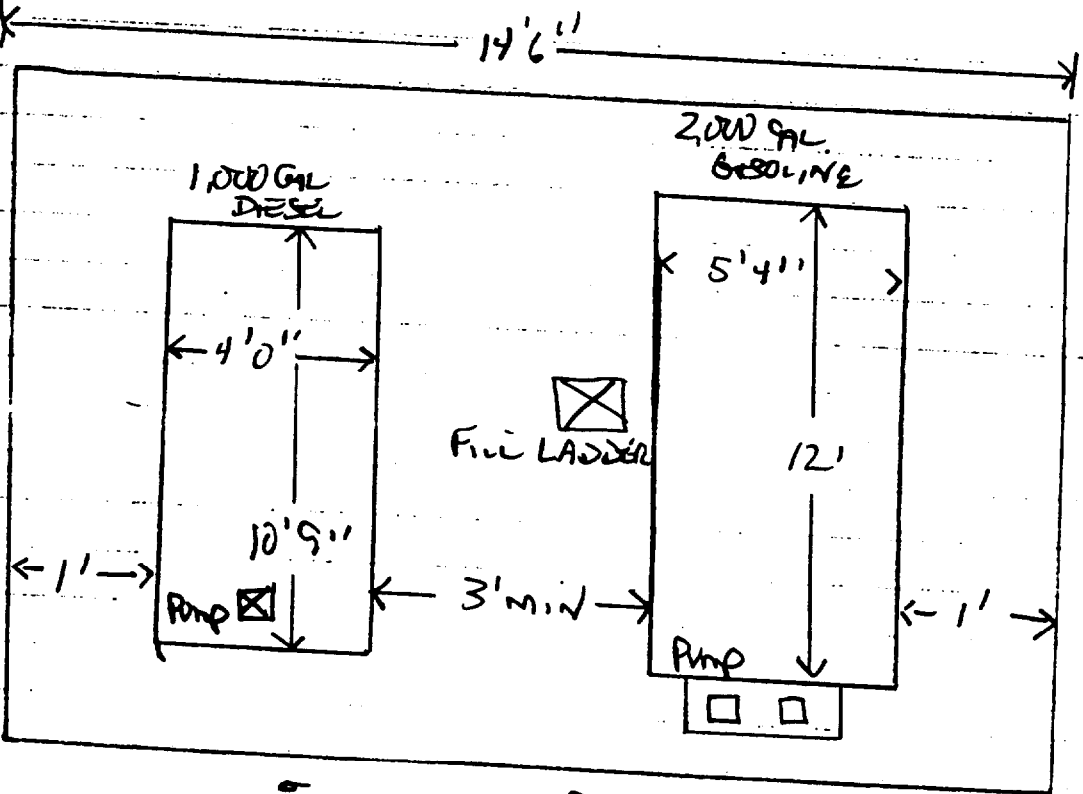 14'6"
2,000 GAL.
GASOLINE
1,000 GAL
DIESEL
5'4"
4'0"
FILL LADDER
12'
10'9"
1'
3' MIN
1'
Pump
Pump